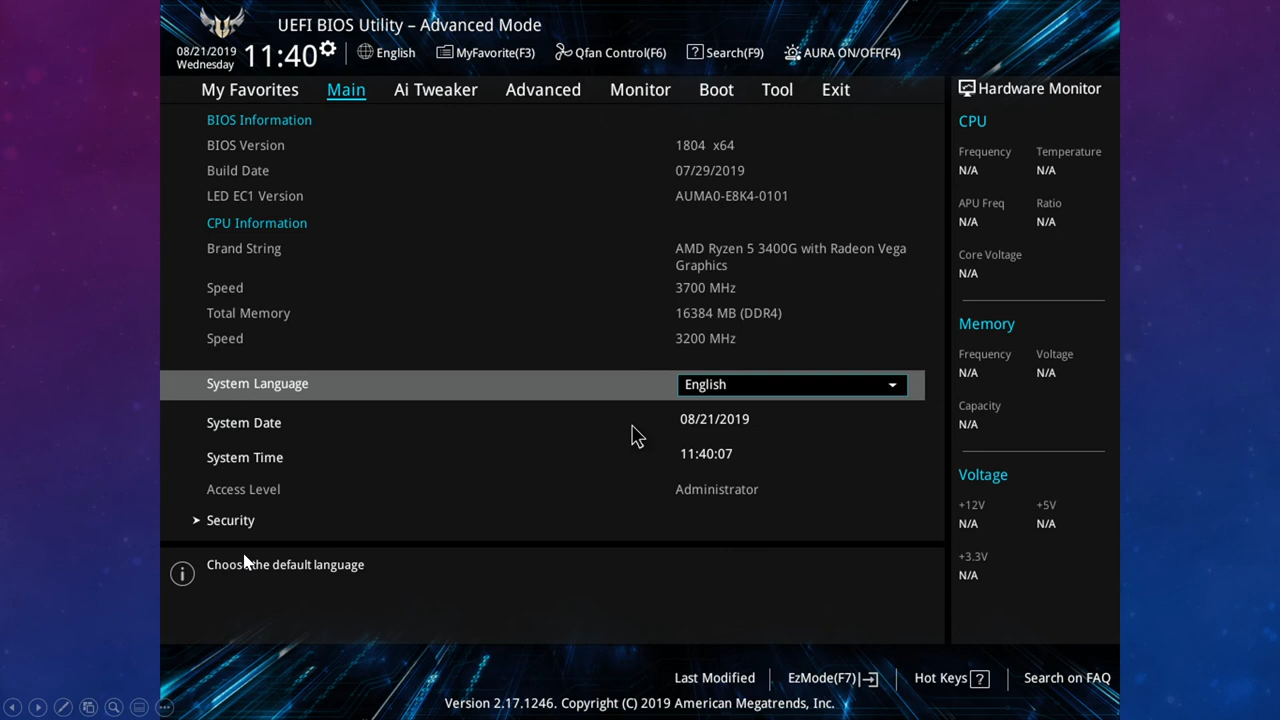 UEFI BIOS Utility – Advanced Mode
08/21/2019
Wednesday
11:40
English
MyFavorite(F3)
Qfan Control(F6)
? Search(F9)
AURA ON/OFF(F4)
My Favorites Main Ai Tweaker Advanced Monitor Boot Tool Exit
BIOS Information
BIOS Version 1804 x64
Build Date 07/29/2019
LED EC1 Version AUMA0-E8K4-0101
CPU Information
Brand String AMD Ryzen 5 3400G with Radeon Vega
Graphics
Speed 3700 MHz
Total Memory 16384 MB (DDR4)
Speed 3200 MHz
System Language English
System Date 08/21/2019
System Time 11:40:07
Access Level Administrator
Security
Choose the default language
Hardware Monitor
CPU
Frequency Temperature
N/A N/A
APU Freq Ratio
N/A N/A
Core Voltage
N/A
Memory
Frequency Voltage
N/A N/A
Capacity
N/A
Voltage
+12V +5V
N/A N/A
+3.3V
N/A
Last Modified
EzMode(F7)
Hot Keys ?
Search on FAQ
Version 2.17.1246. Copyright (C) 2019 American Megatrends, Inc.